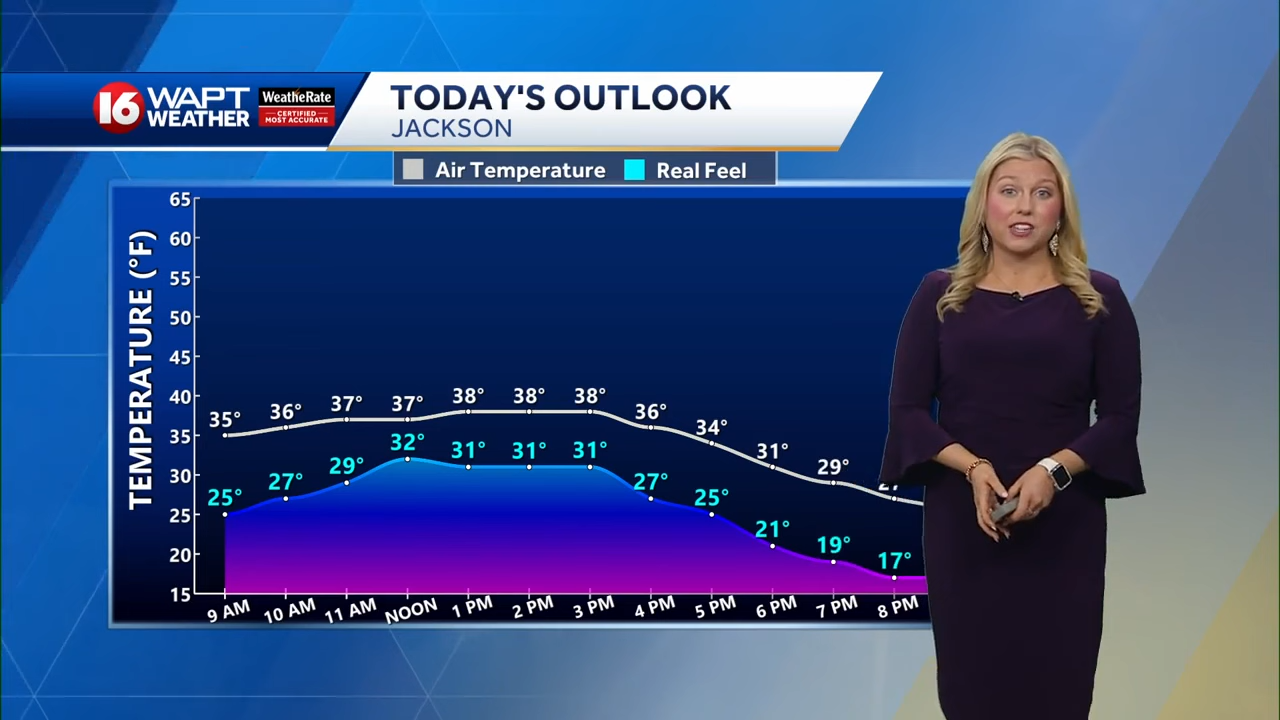 16 WAPT WEATHER
WeatheRate
CERTIFIED
MOST ACCURATE
TODAY'S OUTLOOK
JACKSON
Air Temperature Real Feel
TEMPERATURE (°F)
65
60
55
50
45
40
35
30
25
20
15
35° 36° 37° 37° 38° 38° 38° 36° 34° 31° 29°
25° 27° 29° 32° 31° 31° 31° 27° 25° 21° 19° 17°
9 AM 10 AM 11 AM NOON 1 PM 2 PM 3 PM 4 PM 5 PM 6 PM 7 PM 8 PM